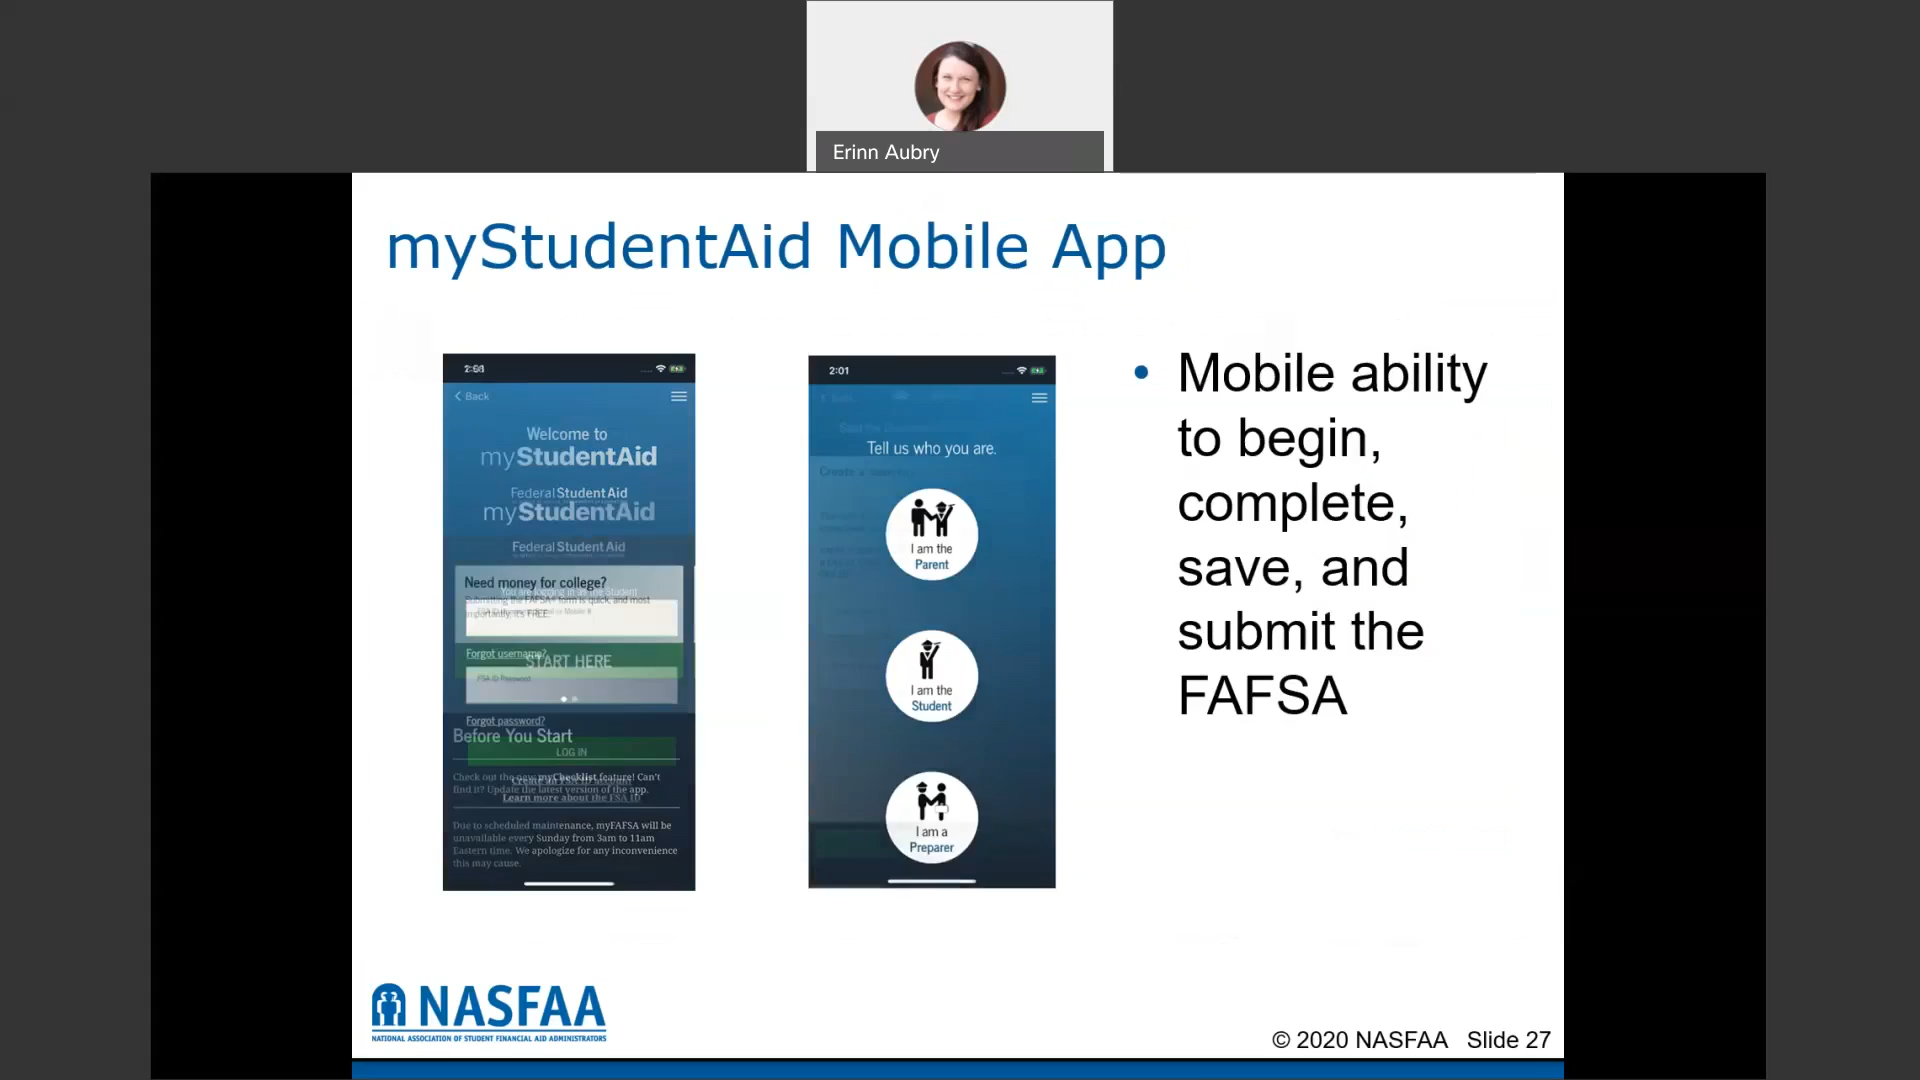 Erinn Aubry
myStudentAid Mobile App
Back
Welcome to
myStudentAid
Federal Student Aid
myStudentAid
Federal Student Aid
Need money for college?
You are logging in as the Student
Submitting the FAFSA® form is quick, and most
importantly, it's FREE.
Forgot username?
START HERE
FSA ID Password
Forgot password?
Before You Start
LOG IN
Check out the new myChecklist feature! Can't
find it? Update the latest version of the app.
Learn more about the FSA ID
Due to scheduled maintenance, myFAFSA will be
unavailable every Sunday from 3am to 11am
Eastern time. We apologize for any inconvenience
this may cause.
2:01
Tell us who you are.
I am the
Parent
I am the
Student
I am a
Preparer
• Mobile ability
to begin,
complete,
save, and
submit the
FAFSA
NASFAA
NATIONAL ASSOCIATION OF STUDENT FINANCIAL AID ADMINISTRATORS
© 2020 NASFAA Slide 27